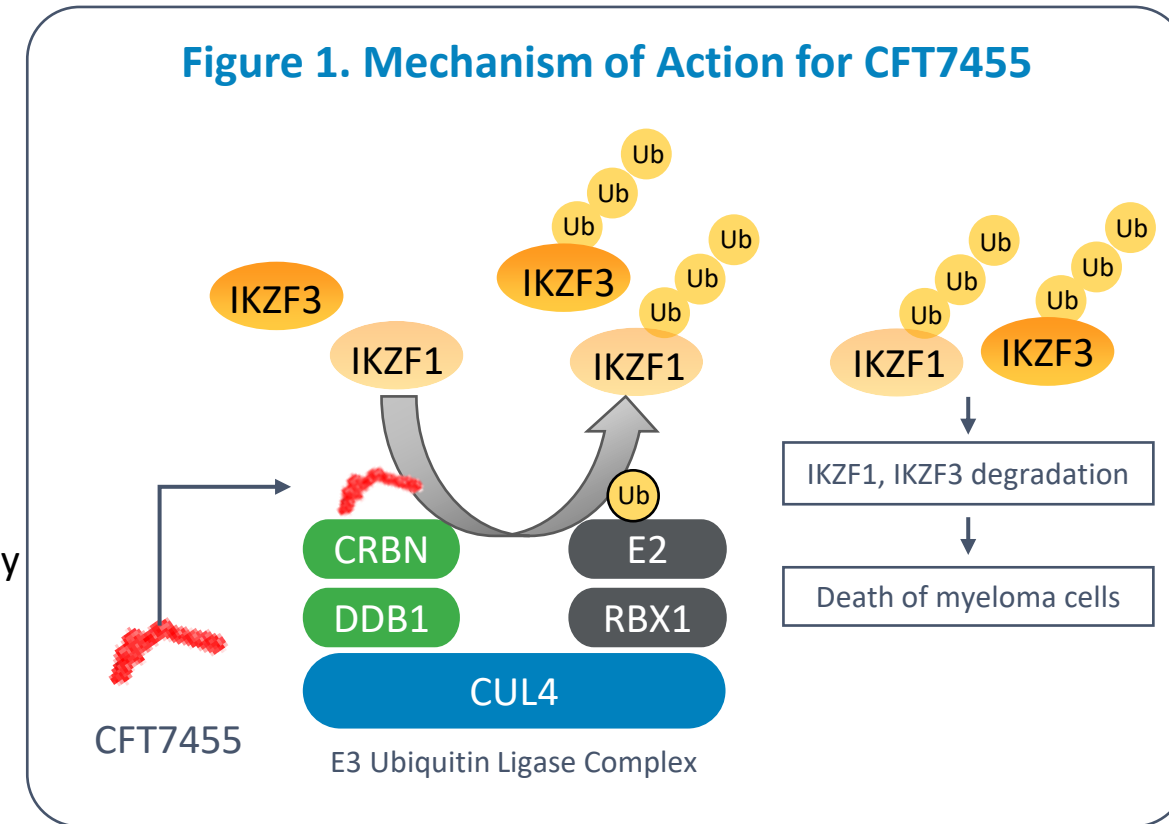 Figure 1. Mechanism of Action for CFT7455
Ub
Ub
Ub
IKZF3
IKZF3
Ub
Ub
Ub
IKZF1
IKZF1
Ub
Ub
Ub
IKZF1
Ub
Ub
Ub
IKZF3
IKZF1, IKZF3 degradation
Death of myeloma cells
Ub
CRBN
E2
DDB1
RBX1
CUL4
E3 Ubiquitin Ligase Complex
CFT7455
y